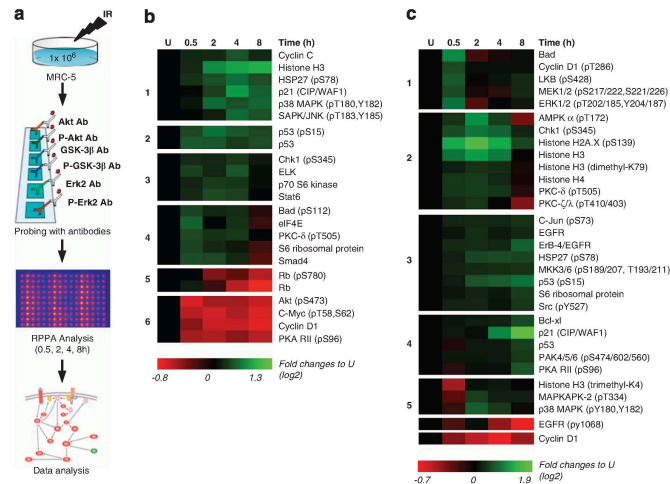 a
IR
1x 10⁶
MRC-5
Akt Ab
P-Akt Ab
GSK-3β Ab
P-GSK-3β Ab
Erk2 Ab
P-Erk2 Ab
Probing with antibodies
RPPA Analysis
(0.5, 2, 4, 8h)
Data analysis
b
U 0.5 2 4 8 Time (h)
1
Cyclin C
Histone H3
HSP27 (pS78)
p21 (CIP/WAF1)
p38 MAPK (pT180,Y182)
SAPK/JNK (pT183,Y185)
2
p53 (pS15)
p53
3
Chk1 (pS345)
ELK
p70 S6 kinase
Stat6
4
Bad (pS112)
eIF4E
PKC-δ (pT505)
S6 ribosomal protein
Smad4
5
Rb (pS780)
Rb
6
Akt (pS473)
C-Myc (pT58,S62)
Cyclin D1
PKA RII (pS96)
-0.8 0 1.3
Fold changes to U
(log2)
c
U 0.5 2 4 8 Time (h)
1
Bad
Cyclin D1 (pT286)
LKB (pS428)
MEK1/2 (pS217/222, S221/226)
ERK1/2 (pT202/185, Y204/187)
2
AMPK α (pT172)
Chk1 (pS345)
Histone H2A.X (pS139)
Histone H3
Histone H3 (dimethyl-K79)
Histone H4
PKC-δ (pT505)
PKC-ζ/λ (pT410/403)
3
C-Jun (pS73)
EGFR
ErB-4/EGFR
HSP27 (pS78)
MKK3/6 (pS189/207, T193/211)
p53 (pS15)
S6 ribosomal protein
Src (pY527)
4
Bcl-xl
p21 (CIP/WAF1)
p53
PAK4/5/6 (pS474/602/560)
PKA RII (pS96)
5
Histone H3 (trimethyl-K4)
MAPKAPK-2 (pT334)
p38 MAPK (pY180,Y182)
EGFR (py1068)
Cyclin D1
-0.7 0 1.9
Fold changes to U
(log2)